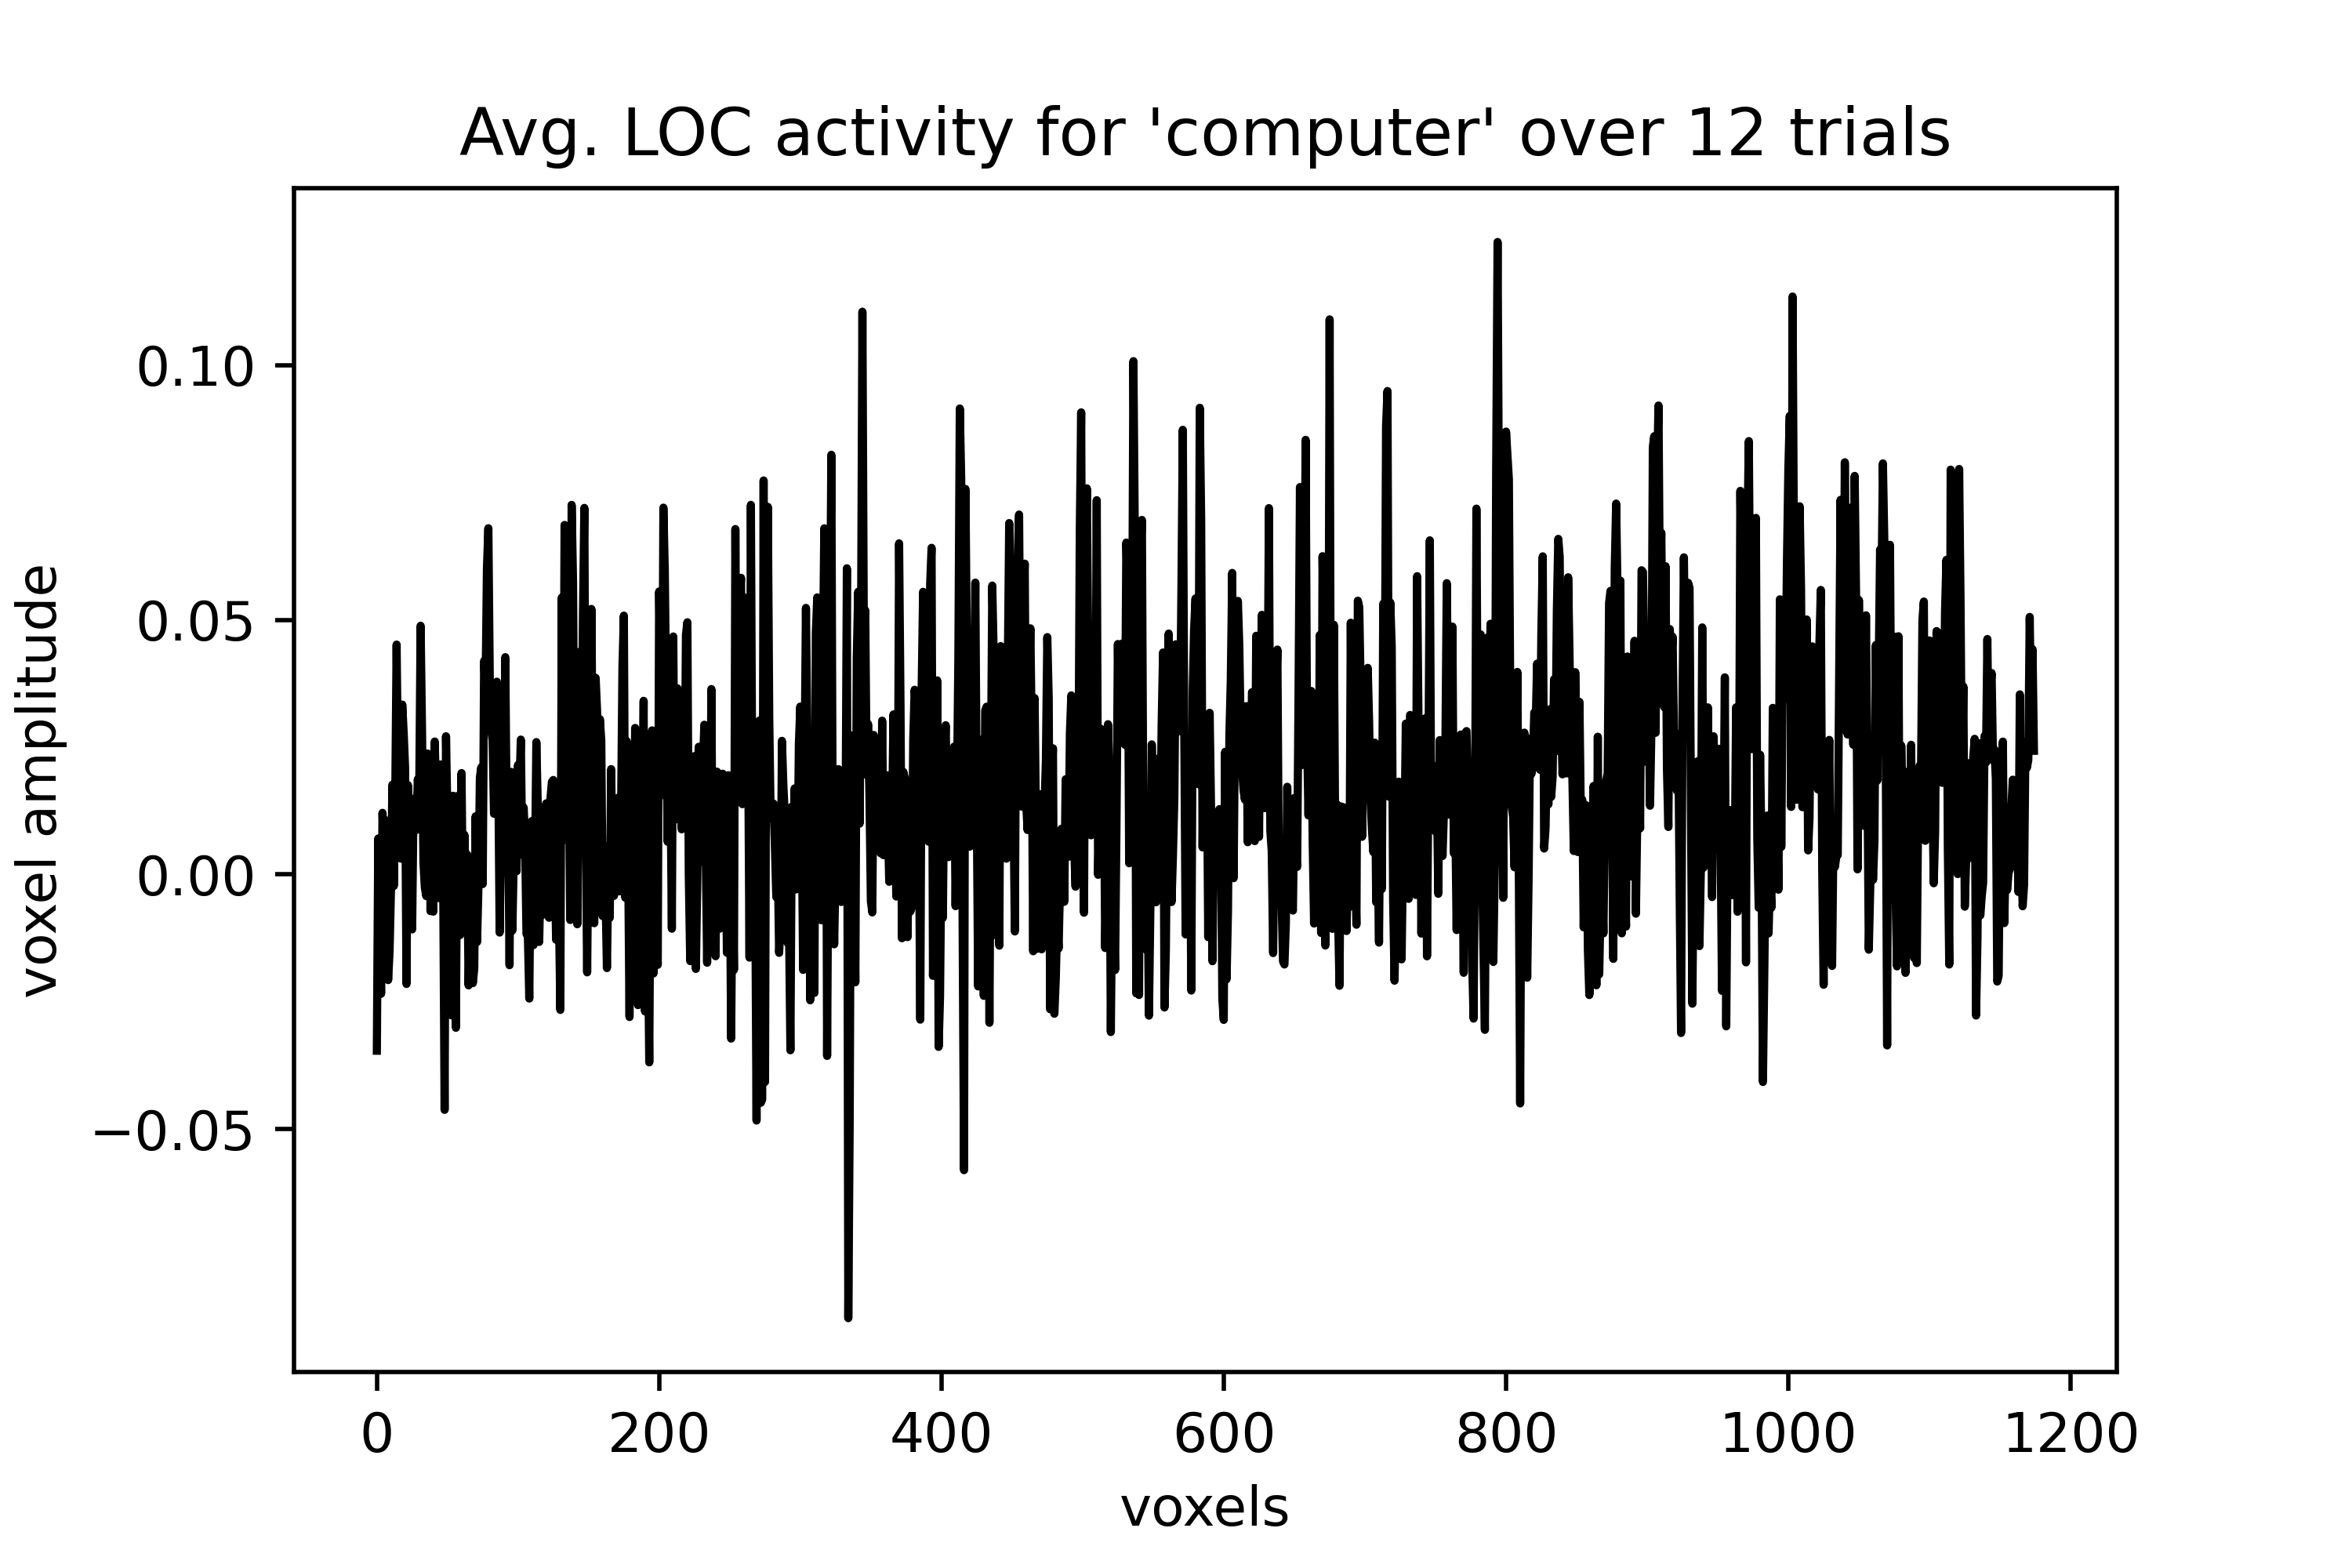 Avg. LOC activity for 'computer' over 12 trials
voxel amplitude
0.10
0.05
0.00
−0.05
0 200 400 600 800 1000 1200
voxels